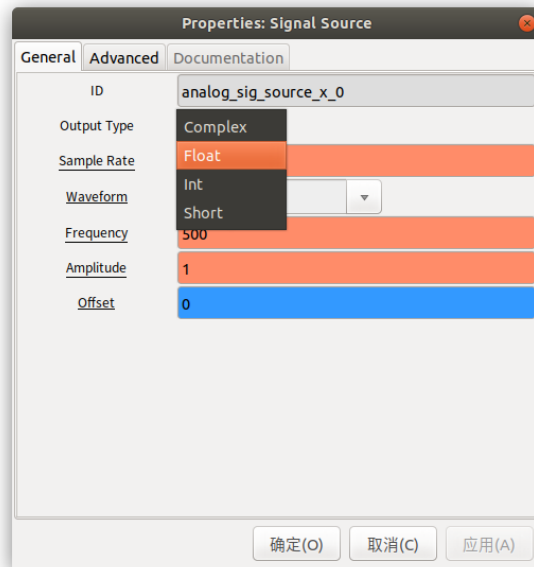 Properties: Signal Source
General Advanced Documentation
ID analog_sig_source_x_0
Output Type Complex
Sample Rate Float
Int
Waveform
Short
Frequency 500
Amplitude 1
Offset 0
确定(O) 取消(C) 应用(A)